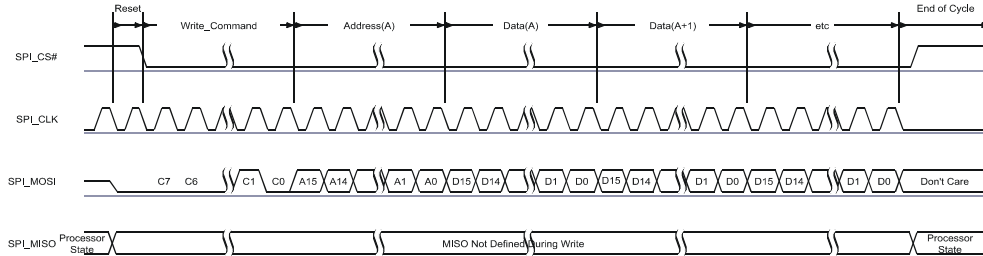 Reset
End of Cycle
Write_Command Address(A) Data(A) Data(A+1) etc
SPI_CS#
SPI_CLK
SPI_MOSI C7 C6 C1 C0 A15 A14 A1 A0 D15 D14 D1 D0 D15 D14 D1 D0 D15 D14 D1 D0 Don't Care
SPI_MISO Processor State MISO Not Defined During Write Processor State